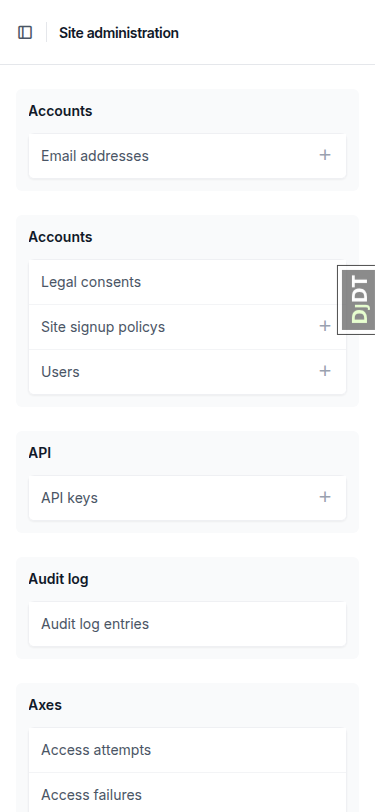 Site administration
Accounts
Email addresses
Accounts
Legal consents
DJDT
Site signup policys
Users
API
API keys
Audit log
Audit log entries
Axes
Access attempts
Access failures